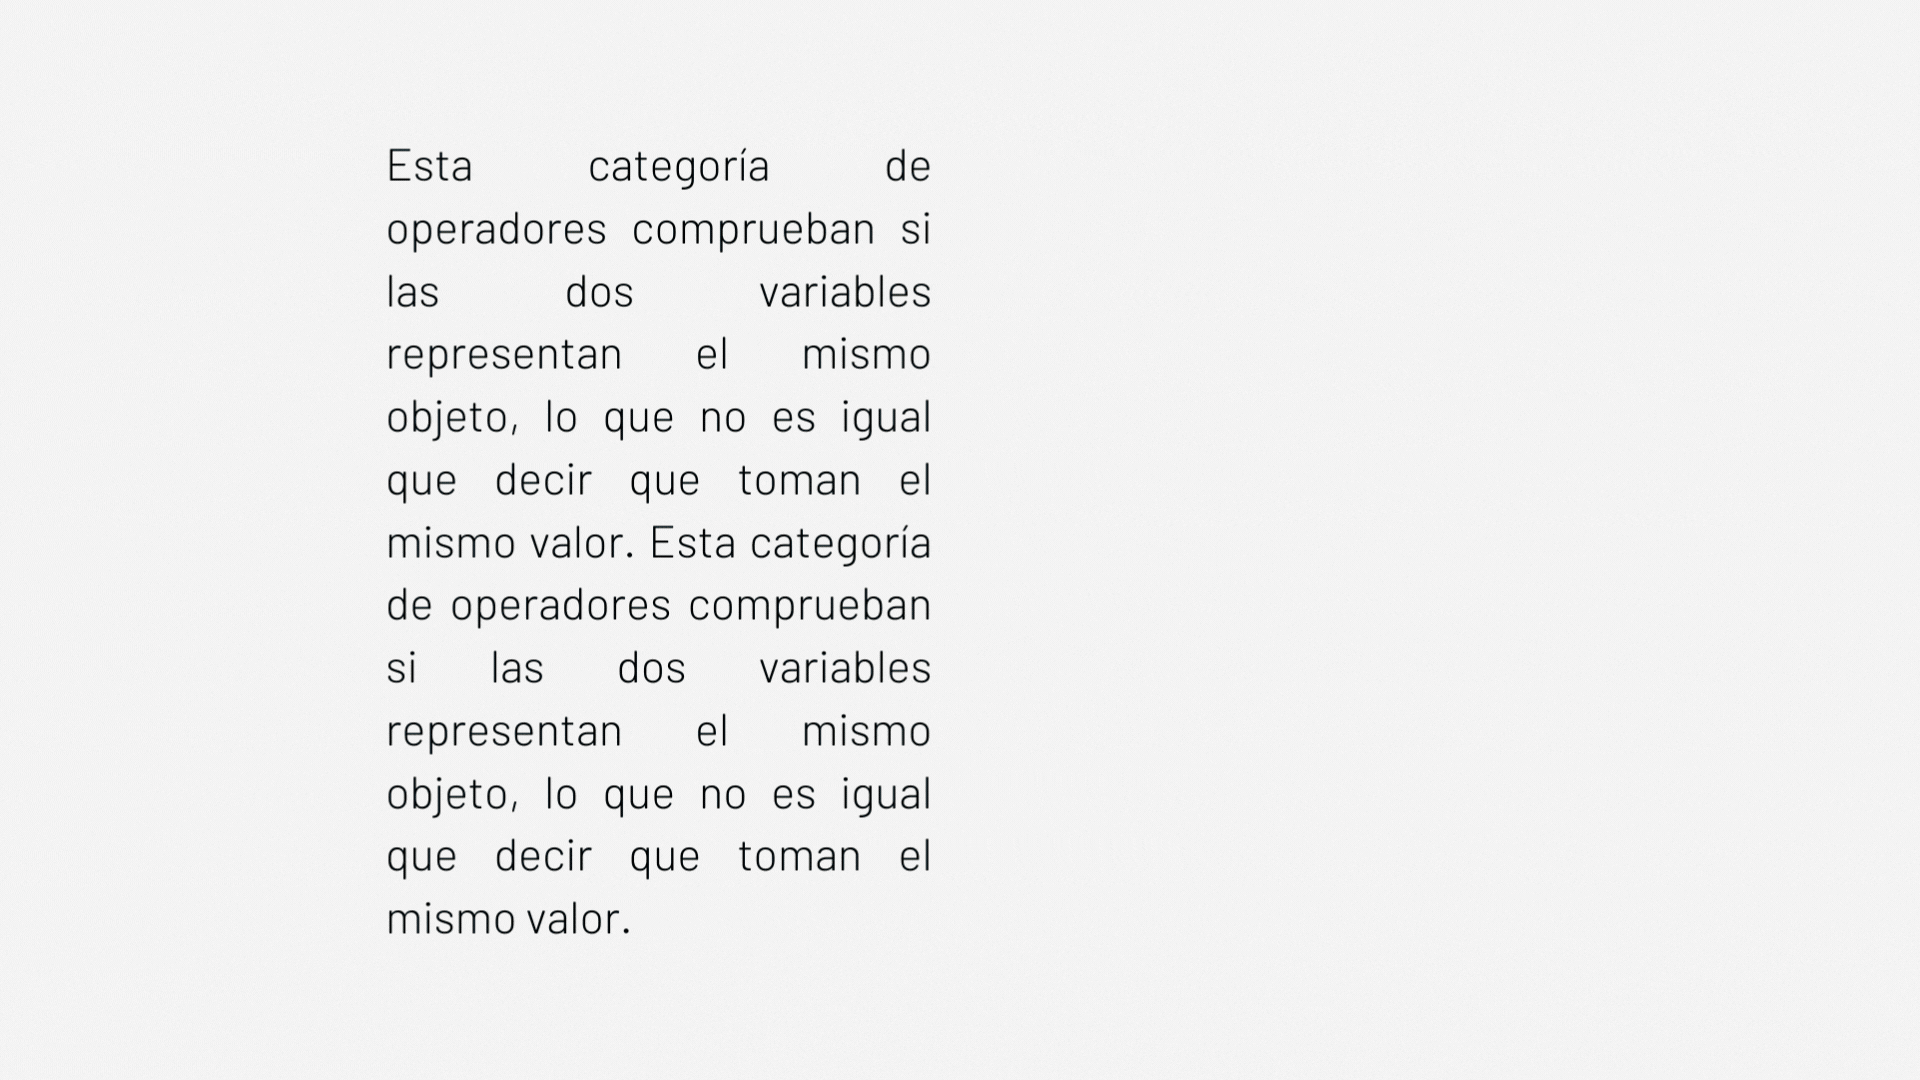 Esta categoría de
operadores comprueban si
las dos variables
representan el mismo
objeto, lo que no es igual
que decir que toman el
mismo valor. Esta categoría
de operadores comprueban
si las dos variables
representan el mismo
objeto, lo que no es igual
que decir que toman el
mismo valor.